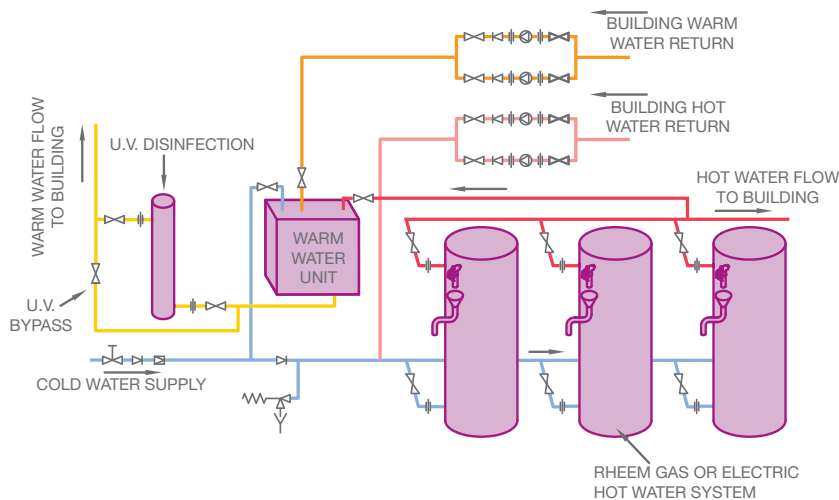 BUILDING WARM
WATER RETURN
BUILDING HOT
WATER RETURN
WARM WATER FLOW
TO BUILDING
U.V. DISINFECTION
HOT WATER FLOW
TO BUILDING
WARM
WATER
UNIT
U.V.
BYPASS
COLD WATER SUPPLY
RHEEM GAS OR ELECTRIC
HOT WATER SYSTEM